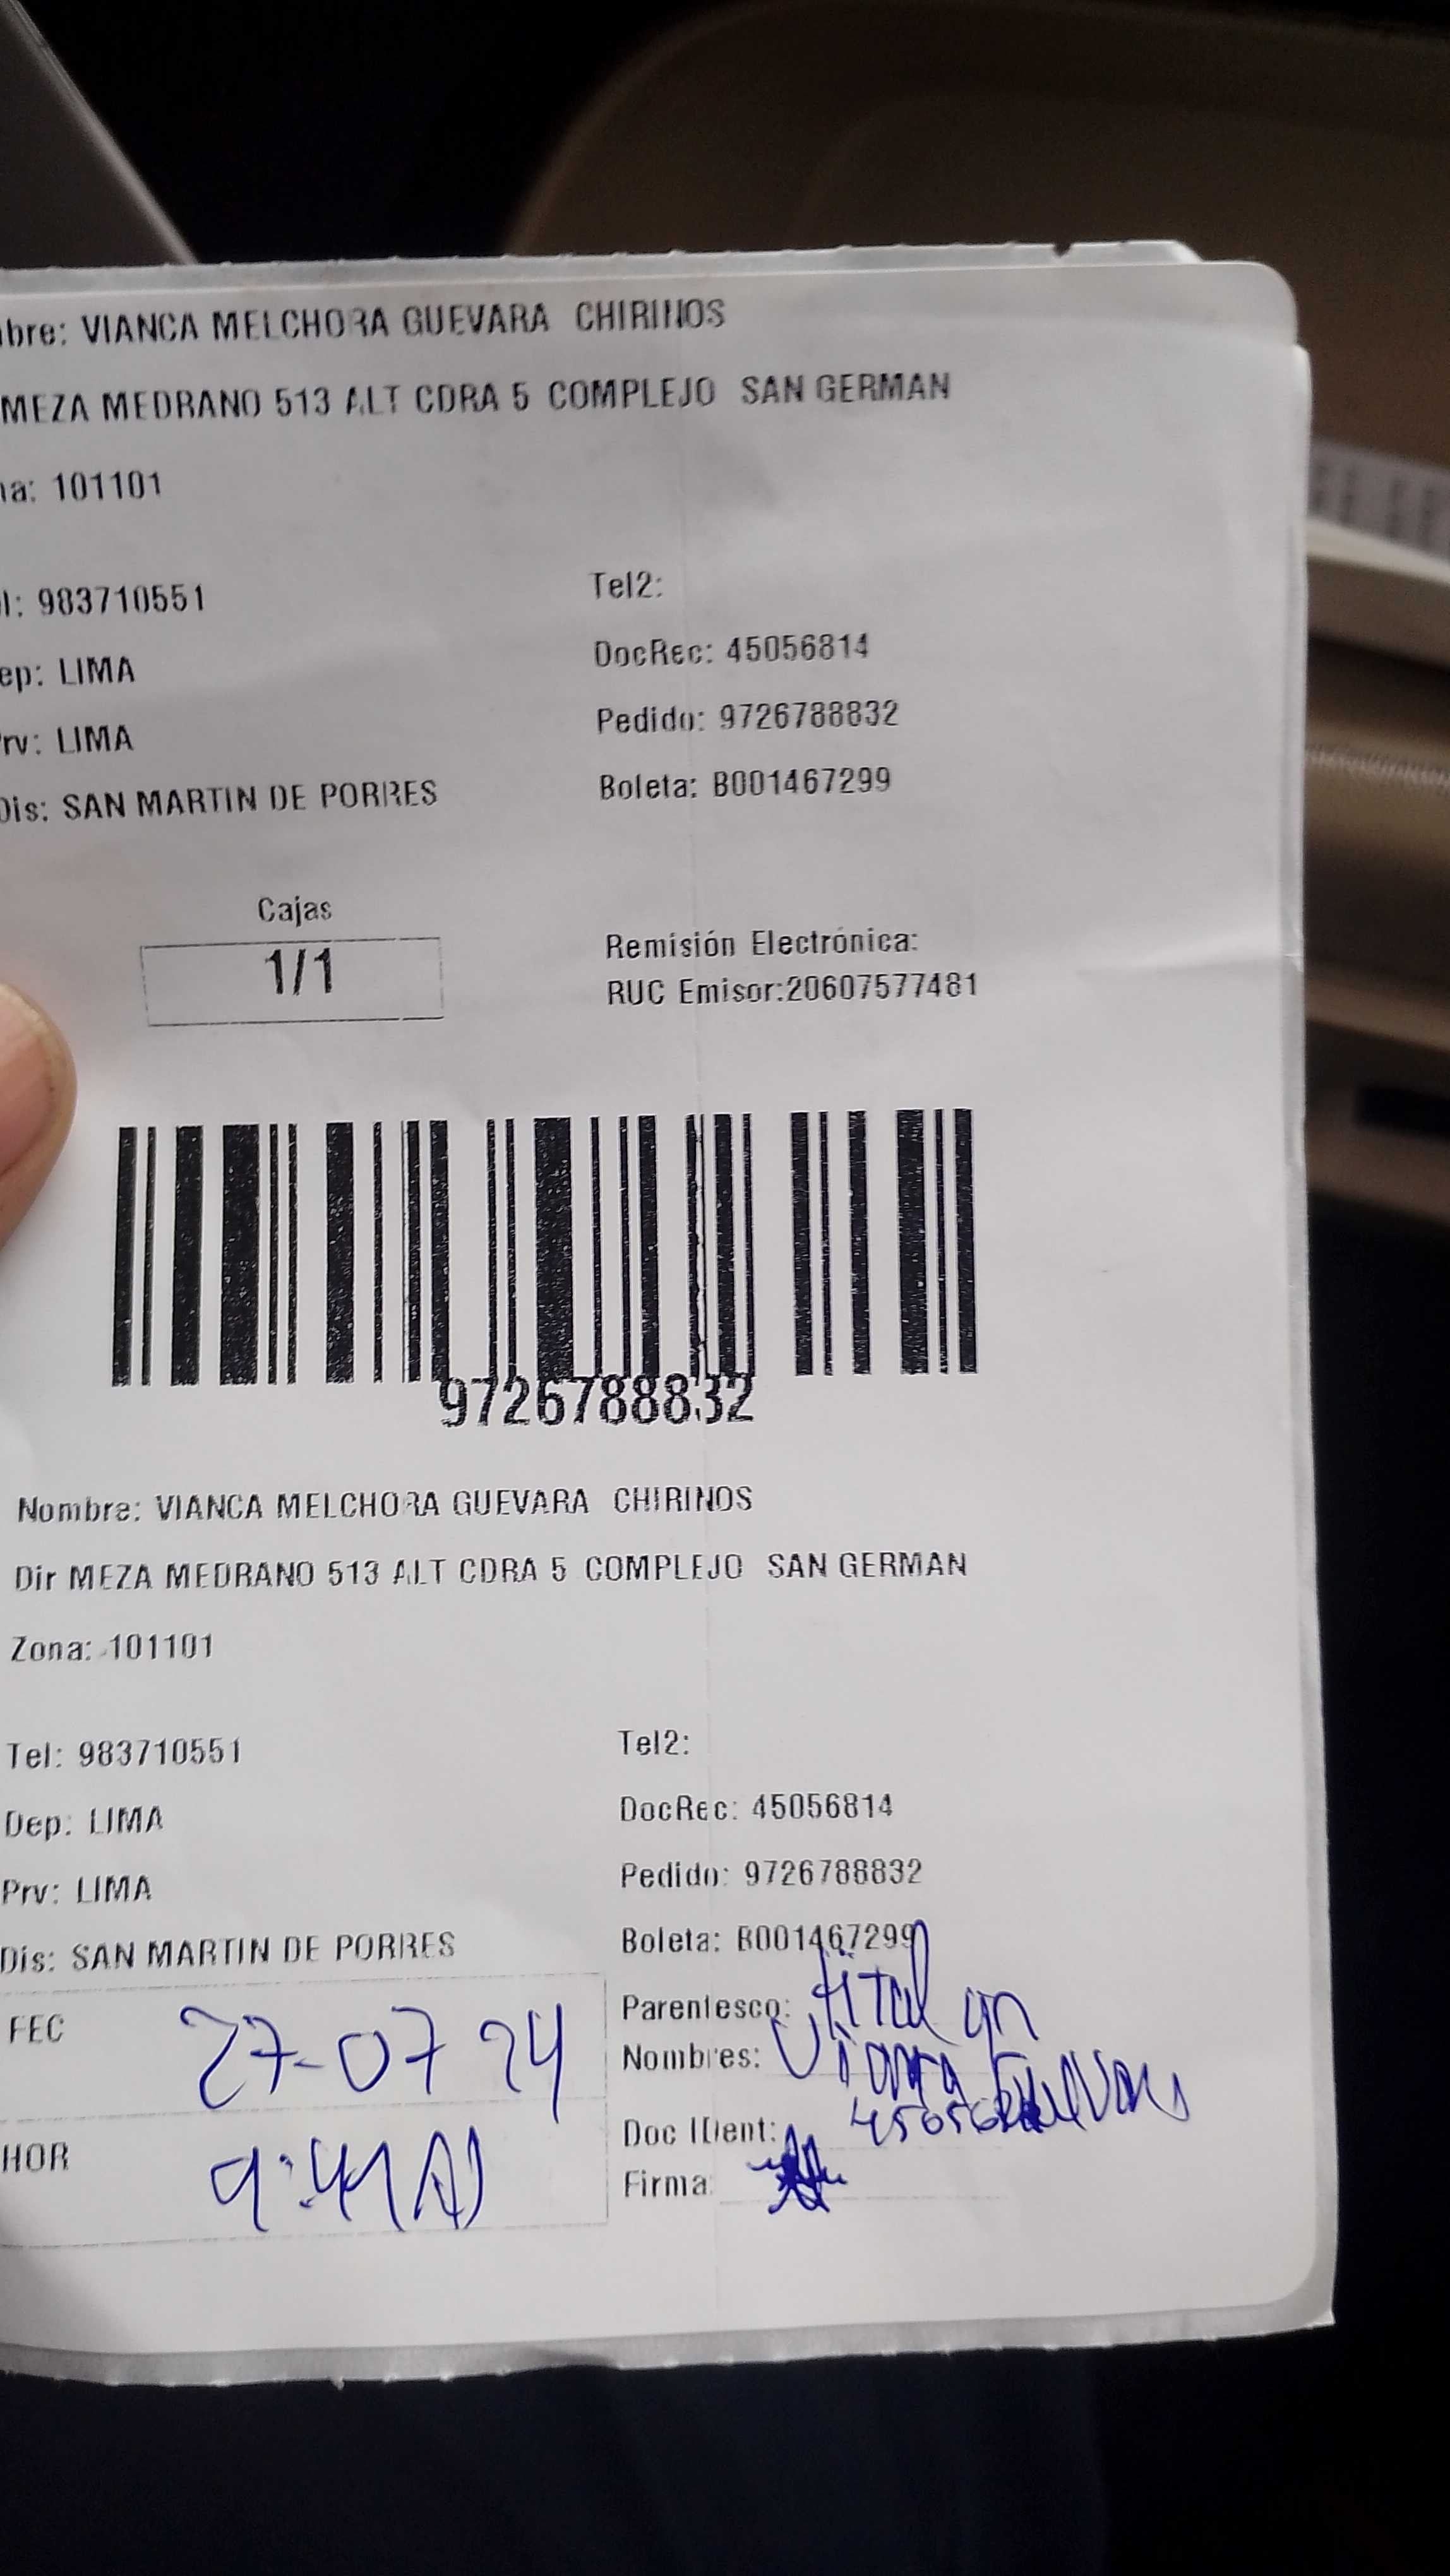 bre: VIANCA MELCHORA GUEVARA CHIRINOS
MEZA MEDRANO 513 ALT CDRA 5 COMPLEJO SAN GERMAN
na: 101101
l: 983710551
Tel2:
ep: LIMA
DocRec: 45056814
rv: LIMA
Pedido: 9726788832
Dis: SAN MARTIN DE PORRES
Boleta: B001467299
Cajas
1/1
Remisión Electrónica:
RUC Emisor:20607577481
9726788832
Nombre: VIANCA MELCHORA GUEVARA CHIRINOS
Dir MEZA MEDRANO 513 ALT CDRA 5 COMPLEJO SAN GERMAN
Zona: 101101
Tel: 983710551
Tel2:
Dep: LIMA
DocRec: 45056814
Prv: LIMA
Pedido: 9726788832
Dis: SAN MARTIN DE PORRES
Boleta: B001467299
FEC 27-07 24
Parentesco:
Nombres:
HOR 9:41
Doc IDent:
Firma: